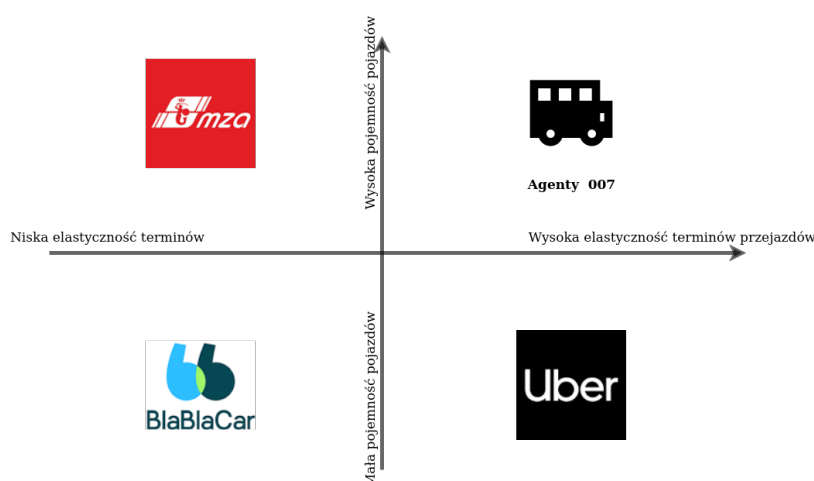 Wysoka pojemność pojazdów
mza
Agenty 007
Niska elastyczność terminów
Wysoka elastyczność terminów przejazdów
Mała pojemność pojazdów
BlaBlaCar
Uber